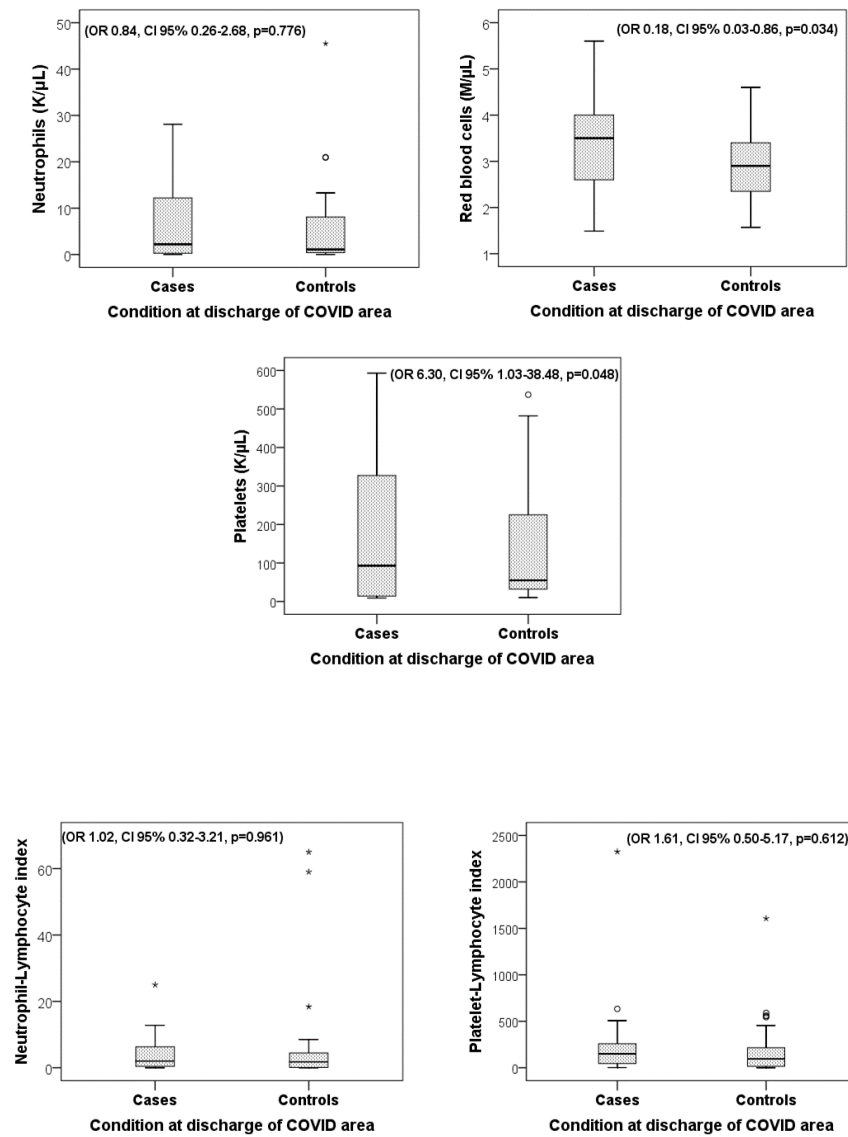 (OR 0.84, CI 95% 0.26-2.68, p=0.776)
Neutrophils (K/µL)
50
40
30
20
10
0
Cases Controls
Condition at discharge of COVID area
(OR 0.18, CI 95% 0.03-0.86, p=0.034)
Red blood cells (M/µL)
6
5
4
3
2
1
Cases Controls
Condition at discharge of COVID area
(OR 6.30, CI 95% 1.03-38.48, p=0.048)
Platelets (K/µL)
600
500
400
300
200
100
0
Cases Controls
Condition at discharge of COVID area
(OR 1.02, CI 95% 0.32-3.21, p=0.961)
Neutrophil-Lymphocyte index
60
40
20
0
Cases Controls
Condition at discharge of COVID area
(OR 1.61, CI 95% 0.50-5.17, p=0.612)
Platelet-Lymphocyte index
2500
2000
1500
1000
500
0
Cases Controls
Condition at discharge of COVID area